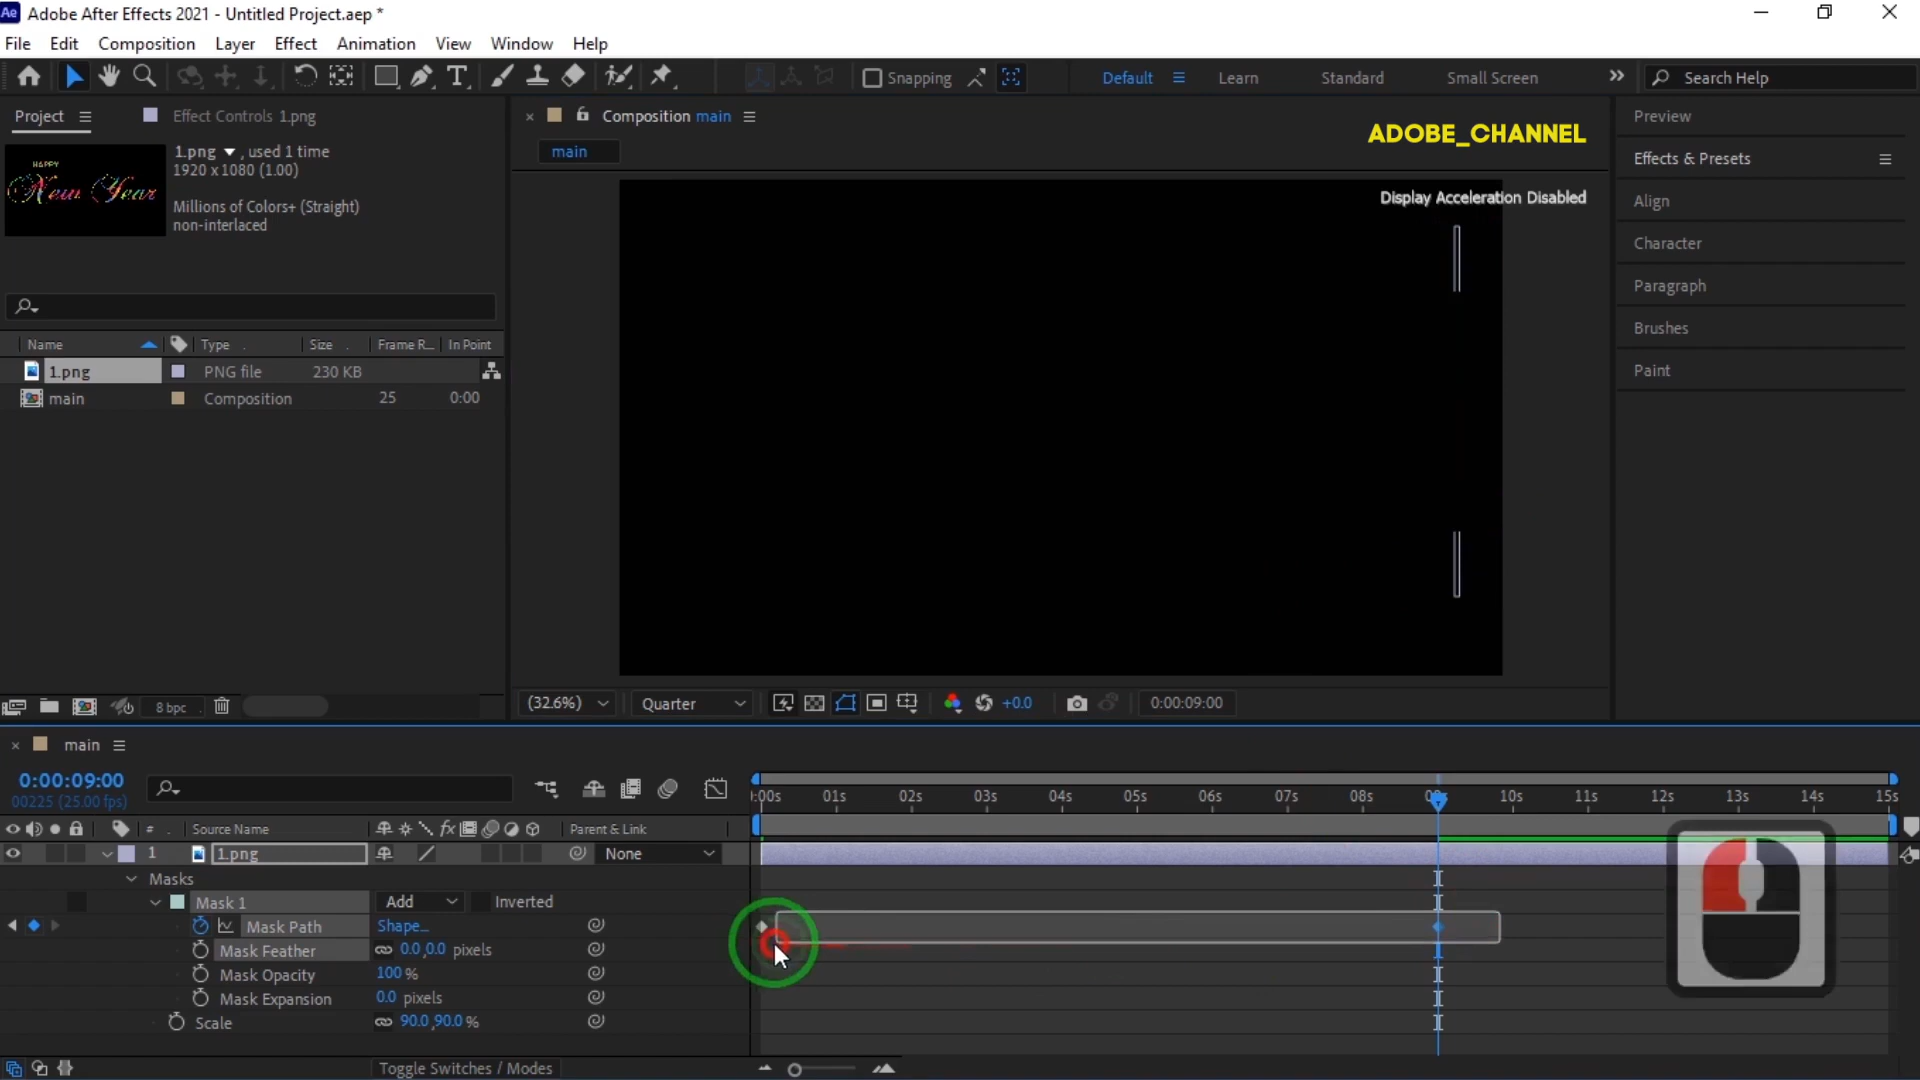 Ae Adobe After Effects 2021 - Untitled Project.aep *
File Edit Composition Layer Effect Animation View Window Help
T Snapping Default Learn Standard Small Screen Search Help
Project Effect Controls 1.png
Composition main
Preview
main
ADOBE_CHANNEL
HAPPY
New Year
1.png , used 1 time
1920 x 1080 (1.00)
Millions of Colors+ (Straight)
non-interlaced
Display Acceleration Disabled
Effects & Presets
Align
Character
Paragraph
Brushes
Paint
Name Type Size Frame R... In Point
1.png PNG file 230 KB
main Composition 25 0:00
8 bpc
(32.6%) Quarter +0.0 0:00:09:00
main
0:00:09:00
00225 (25.00 fps)
:00s 01s 02s 03s 04s 05s 06s 07s 08s 10s 11s 12s 13s 14s 15s
# Source Name fx Parent & Link
1 1.png None
Masks
Mask 1 Add Inverted
Mask Path Shape...
Mask Feather 0.0,0.0 pixels
Mask Opacity 100 %
Mask Expansion 0.0 pixels
Scale 90.0,90.0 %
Toggle Switches / Modes